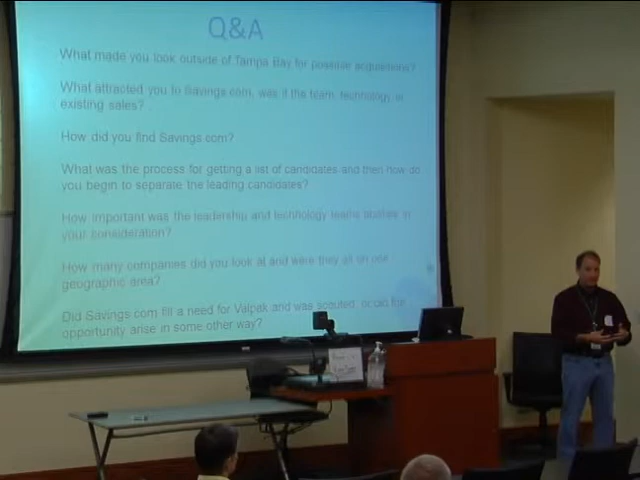 Q&A
What made you look outside of Tampa Bay for possible acquisitions?
What attracted you to Savings.com, was it the team, technology, or
existing sales?
How did you find Savings.com?
What was the process for getting a list of candidates and then how do
you begin to separate the leading candidates?
How important was the leadership and technology teams in
your consideration?
How many companies did you look at and were they all in one
geographic area?
Did Savings.com fill a need for Valpak and was scouted, or did the
opportunity arise in some other way?